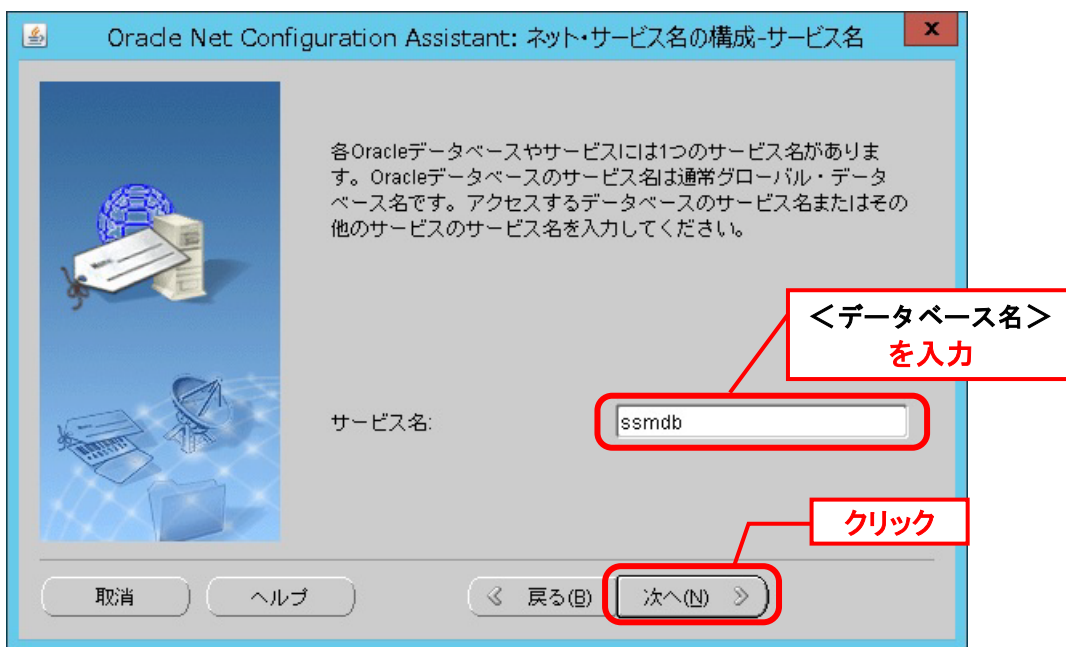 Oracle Net Configuration Assistant: ネット・サービス名の構成-サービス名
X
各Oracleデータベースやサービスには1つのサービス名がありま
す。Oracleデータベースのサービス名は通常グローバル・データ
ベース名です。アクセスするデータベースのサービス名またはその
他のサービスのサービス名を入力してください。
<データベース名>
を入力
サービス名:
ssmdb
クリック
取消
ヘルプ
戻る(B)
次へ(N)